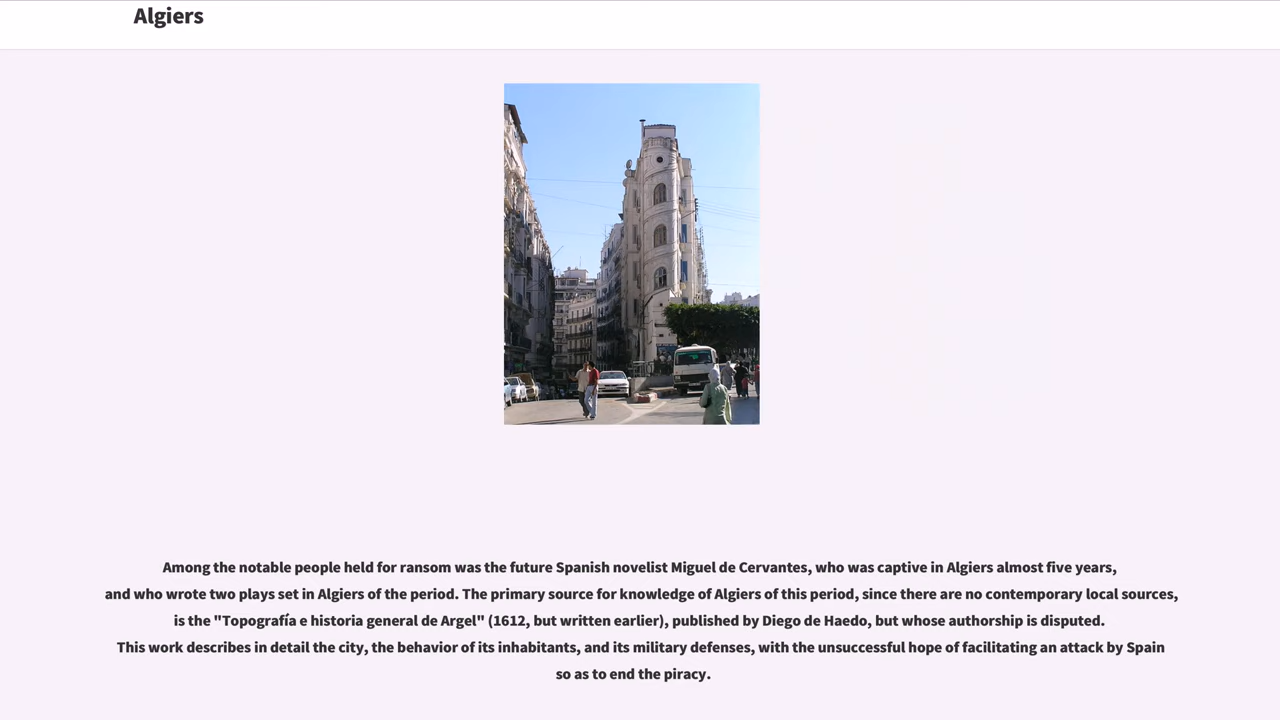 Algiers
Among the notable people held for ransom was the future Spanish novelist Miguel de Cervantes, who was captive in Algiers almost five years,
and who wrote two plays set in Algiers of the period. The primary source for knowledge of Algiers of this period, since there are no contemporary local sources,
is the "Topografía e historia general de Argel" (1612, but written earlier), published by Diego de Haedo, but whose authorship is disputed.
This work describes in detail the city, the behavior of its inhabitants, and its military defenses, with the unsuccessful hope of facilitating an attack by Spain
so as to end the piracy.